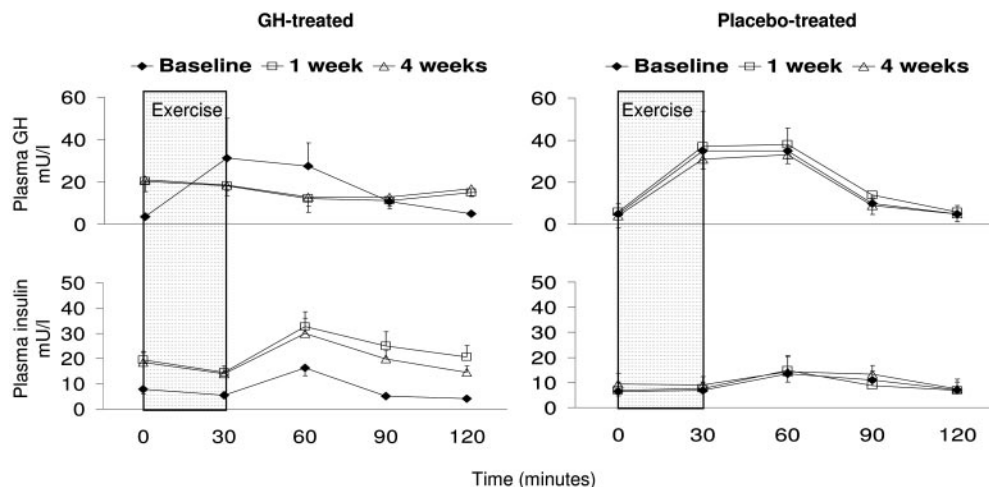 GH-treated
Placebo-treated
Baseline 1 week 4 weeks
Baseline 1 week 4 weeks
Plasma GH
mU/l
60
40
20
0
Exercise
60
40
20
0
Exercise
Plasma insulin
mU/l
50
40
30
20
10
0
50
40
30
20
10
0
0 30 60 90 120
0 30 60 90 120
Time (minutes)